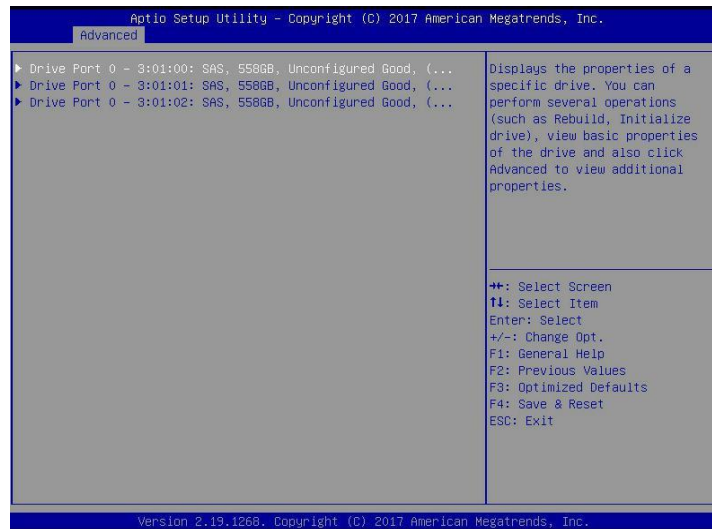 Aptio Setup Utility – Copyright (C) 2017 American Megatrends, Inc.
Advanced
▶ Drive Port 0 - 3:01:00: SAS, 558GB, Unconfigured Good, (...
▶ Drive Port 0 - 3:01:01: SAS, 558GB, Unconfigured Good, (...
▶ Drive Port 0 - 3:01:02: SAS, 558GB, Unconfigured Good, (...
Displays the properties of a
specific drive. You can
perform several operations
(such as Rebuild, Initialize
drive), view basic properties
of the drive and also click
Advanced to view additional
properties.
→←: Select Screen
↑↓: Select Item
Enter: Select
+/-: Change Opt.
F1: General Help
F2: Previous Values
F3: Optimized Defaults
F4: Save & Reset
ESC: Exit
Version 2.19.1268. Copyright (C) 2017 American Megatrends, Inc.